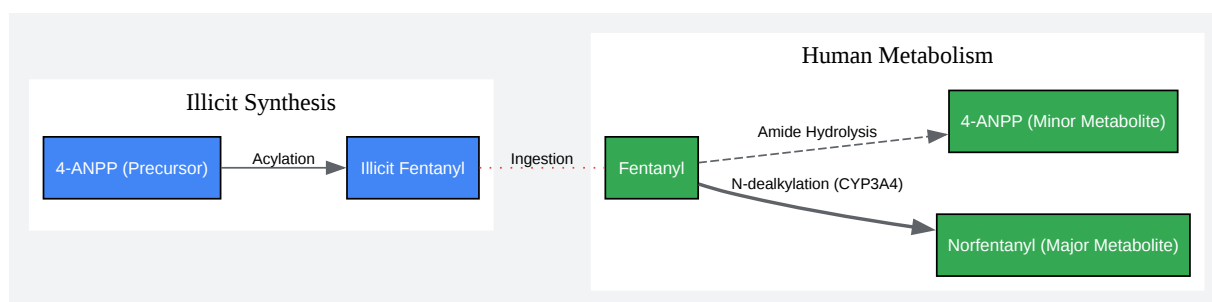 Human Metabolism
Illicit Synthesis
4-ANPP (Precursor)
Acylation
Illicit Fentanyl
Ingestion
Fentanyl
Amide Hydrolysis
4-ANPP (Minor Metabolite)
N-dealkylation (CYP3A4)
Norfentanyl (Major Metabolite)